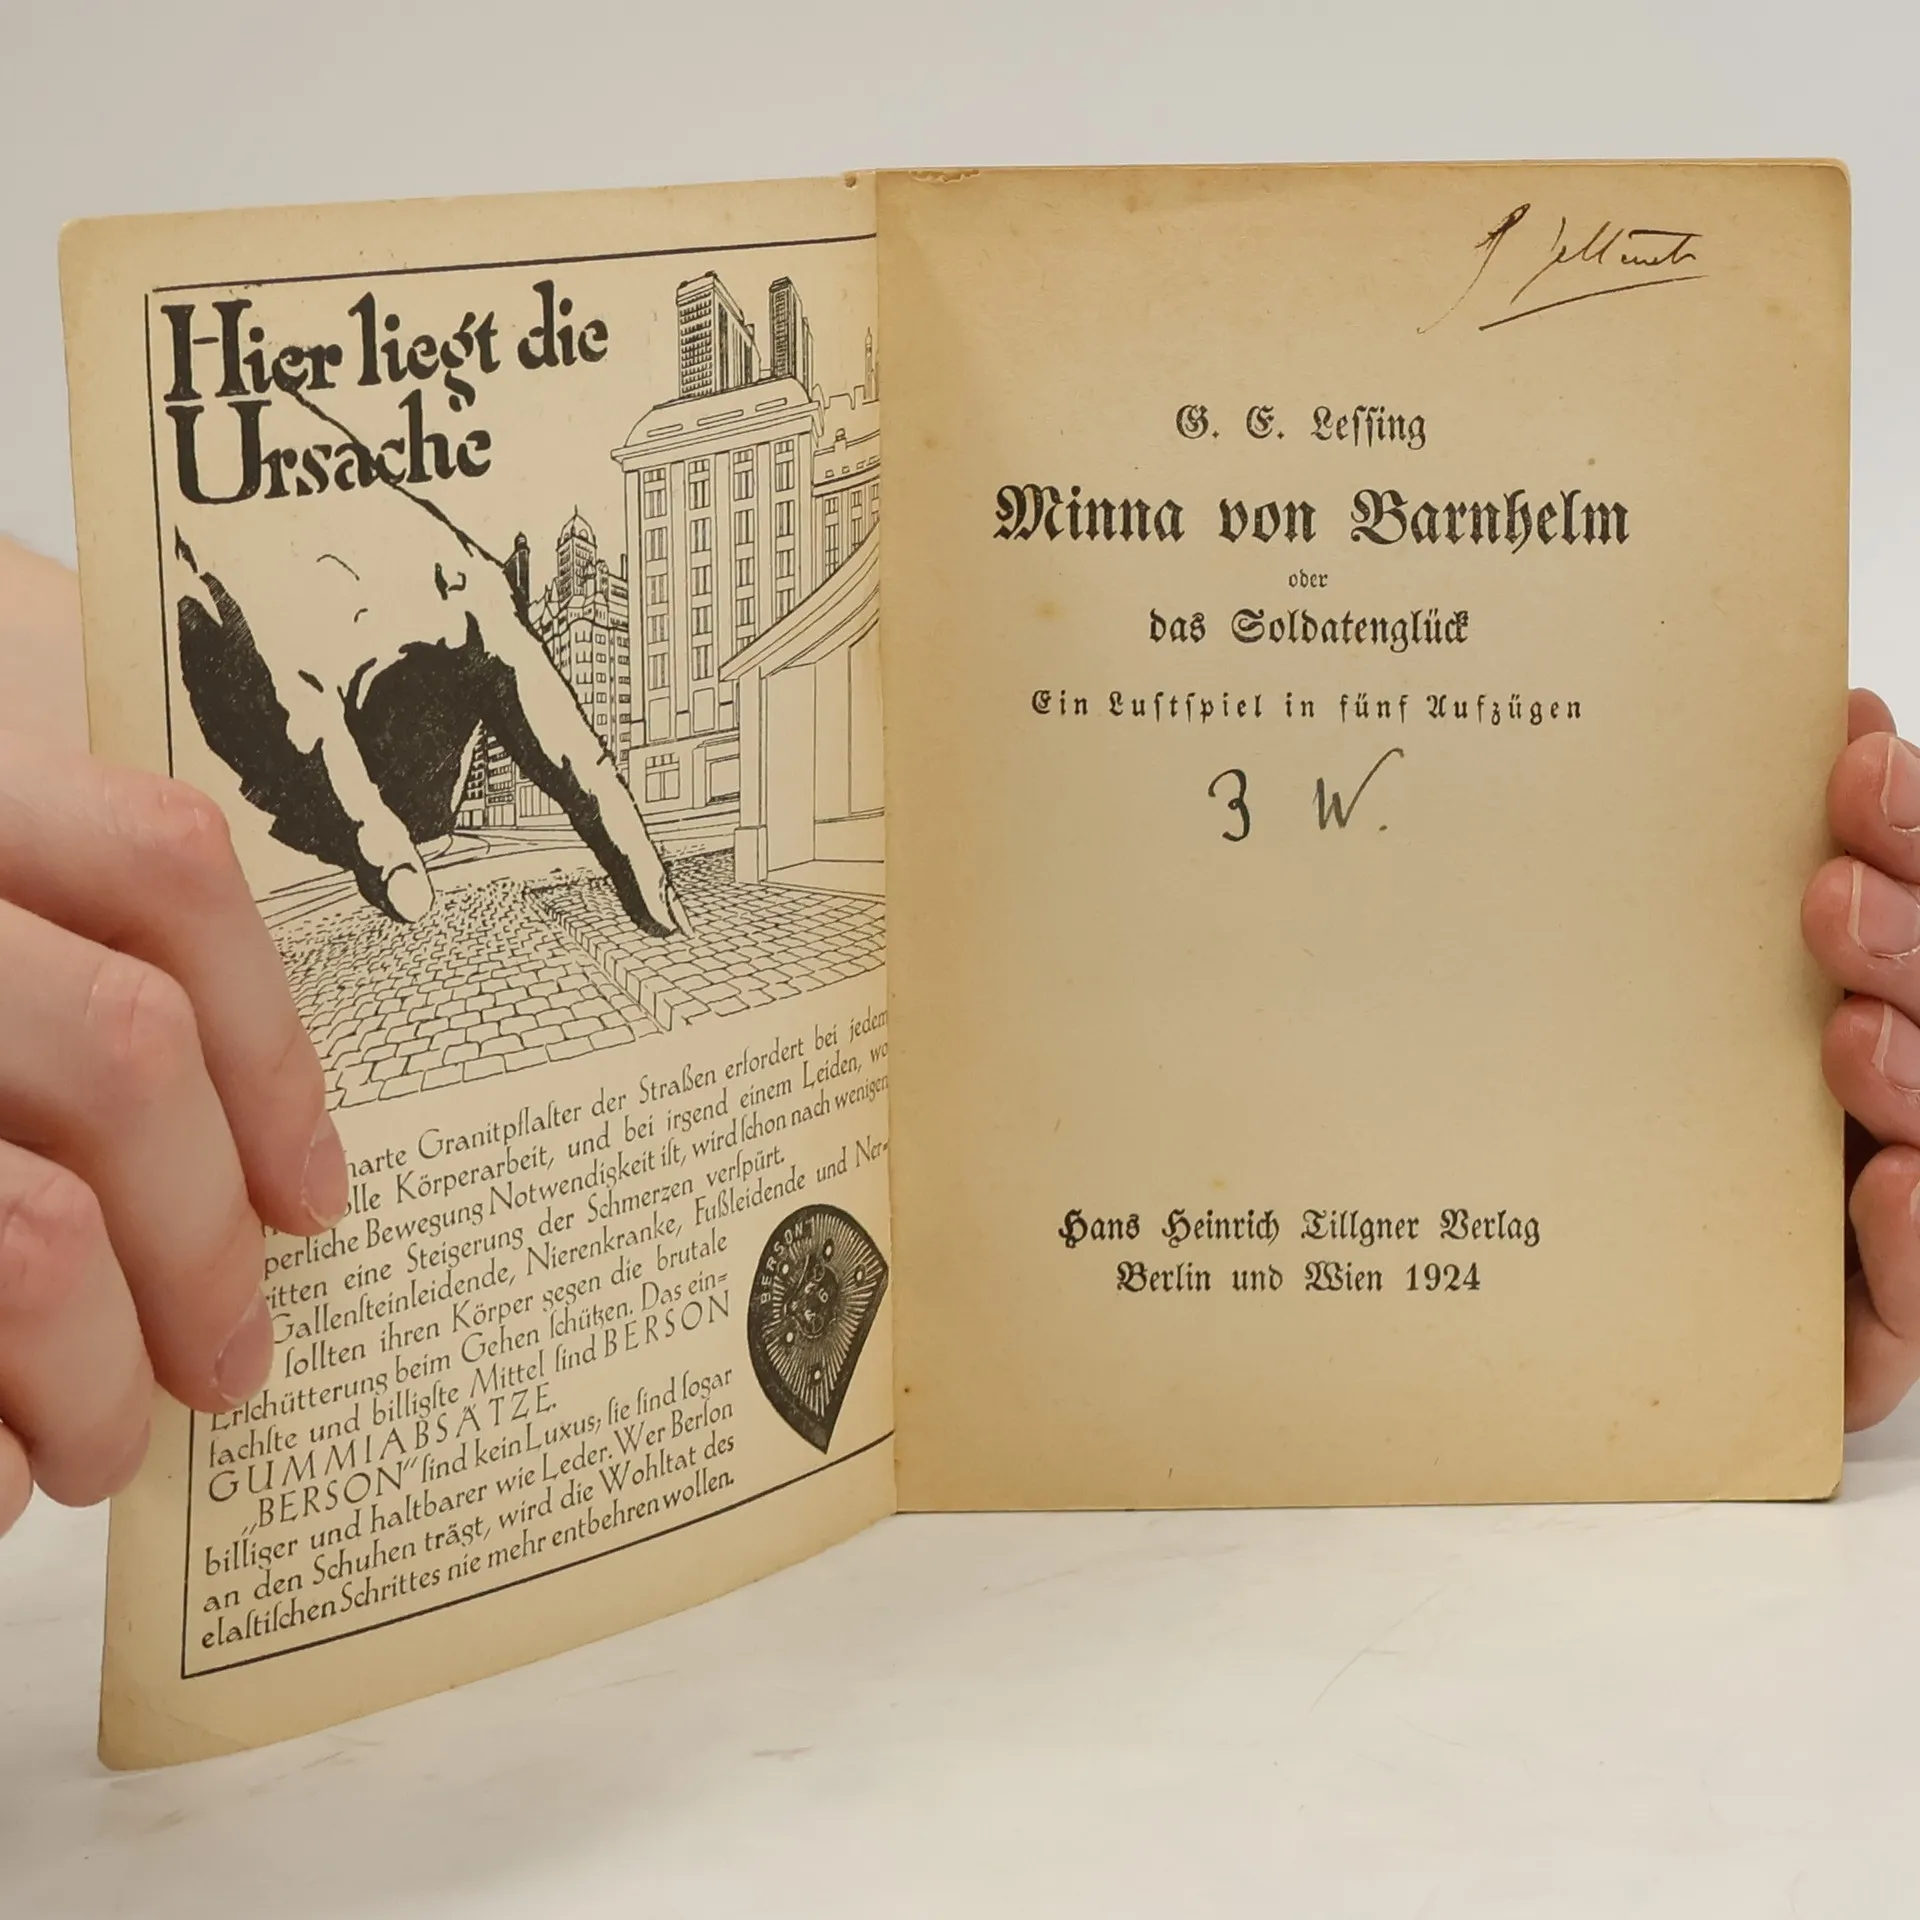 Hier liegt die
Ursache
harte Granitpflaſter der Straßen erfordert bei jedem
Körperarbeit, und bei irgend einem Leiden, wo
Bewegung Notwendigkeit iſt, wird ſchon nach wenigen
eine Steigerung der Schmerzen verſpürt.
Gallenſteinleidende, Nierenkranke, Fußleidende und Ner-
ſollten ihren Körper gegen die brutale
Erſchütterung beim Gehen ſchützen. Das ein-
fachſte und billigſte Mittel ſind BERSON
GUMMIABSÄTZE.
„BERSON“ ſind kein Luxus; ſie ſind ſogar
billiger und haltbarer wie Leder. Wer Berſon
an den Schuhen trägt, wird die Wohltat des
elaſtiſchen Schrittes nie mehr entbehren wollen.
BERSON
G. E. Leſſing
Minna von Barnhelm
oder
das Soldatenglück
Ein Luſtſpiel in fünf Aufzügen
3 W.
Hans Heinrich Tillgner Verlag
Berlin und Wien 1924